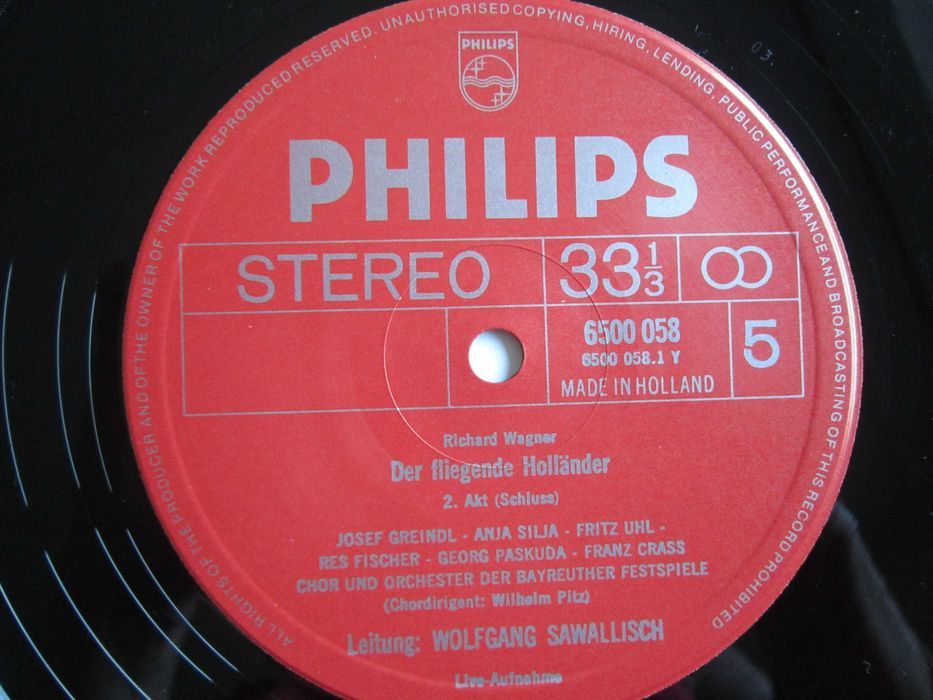 ALL RIGHTS OF THE PRODUCER AND OF THE OWNER OF THE WORK REPRODUCED RESERVED. UNAUTHORISED COPYING, HIRING, LENDING, PUBLIC PERFORMANCE AND BROADCASTING OF THIS RECORD PROHIBITED
PHILIPS
PHILIPS
STEREO 33 1/3
6500 058
6500 058.1 Y
5
MADE IN HOLLAND
Richard Wagner
Der fliegende Holländer
2. Akt (Schluss)
JOSEF GREINDL - ANJA SILJA - FRITZ UHL -
RES FISCHER - GEORG PASKUDA - FRANZ CRASS
CHOR UND ORCHESTER DER BAYREUTHER FESTSPIELE
(Chordirigent: Wilhelm Pitz)
Leitung: WOLFGANG SAWALLISCH
Live-Aufnahme
03